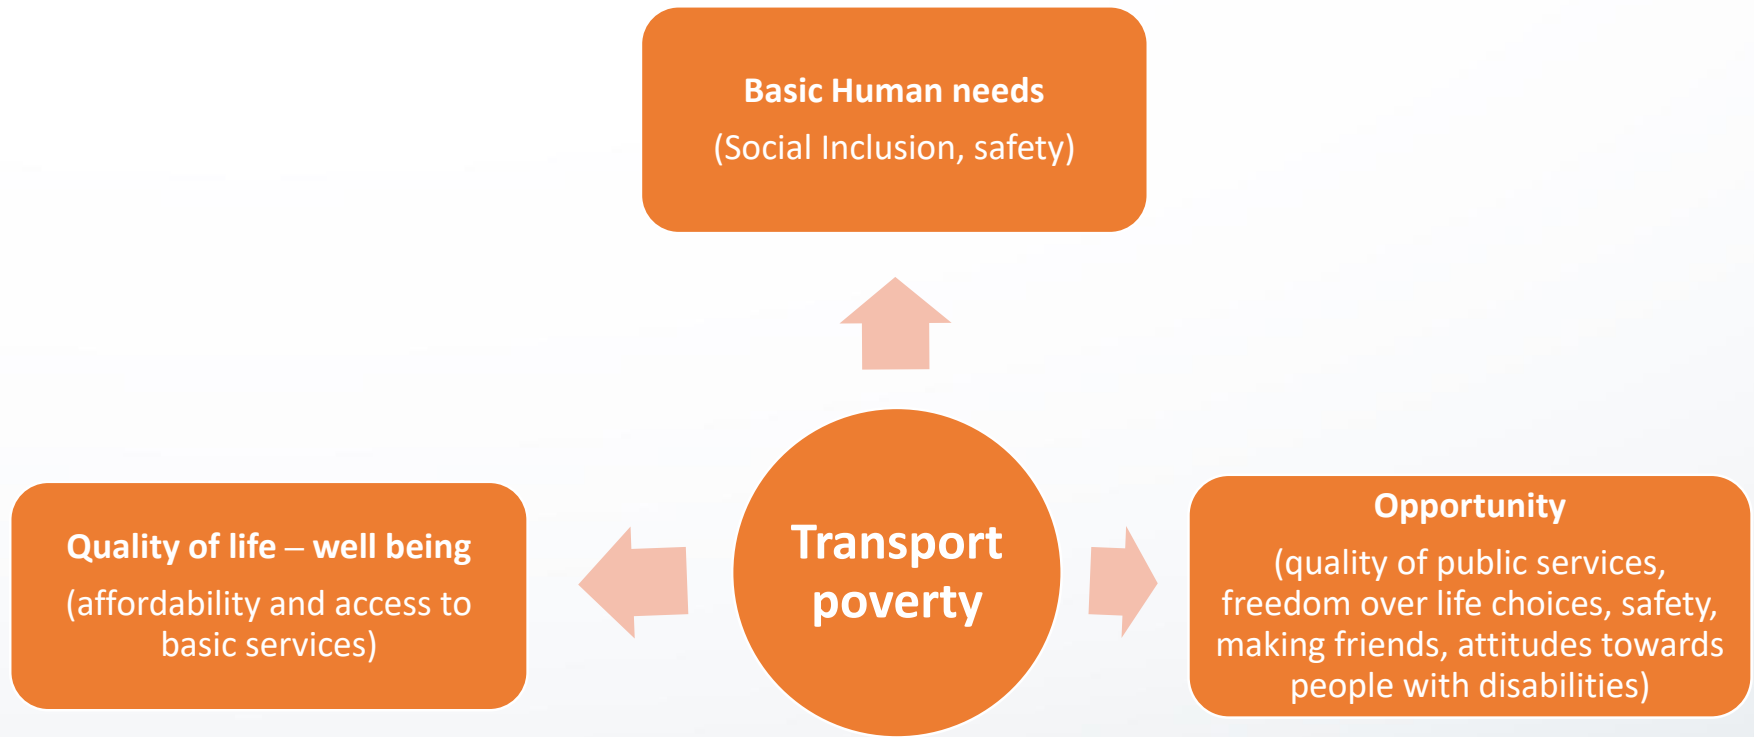 Basic Human needs
(Social Inclusion, safety)
Quality of life – well being
(affordability and access to
basic services)
Transport
poverty
Opportunity
(quality of public services,
freedom over life choices, safety,
making friends, attitudes towards
people with disabilities)